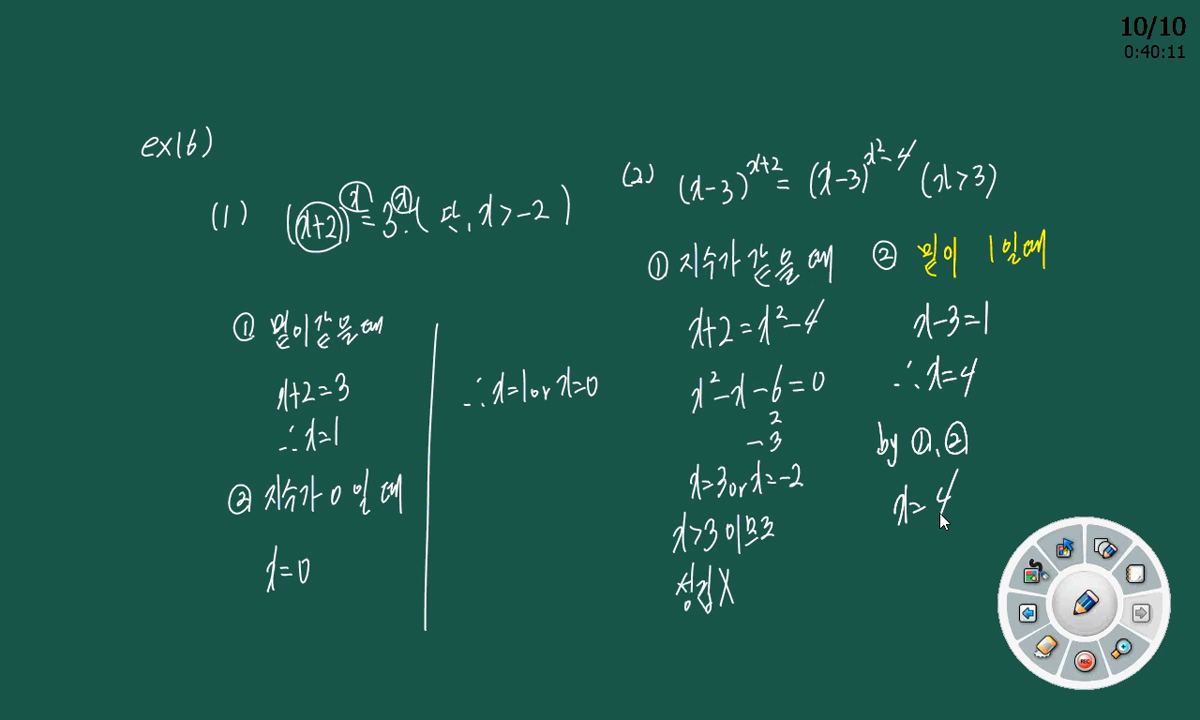 10/10
0:40:11
ex16)
(1) (x+2)^x = 3^x. (단, x > -2)
① 밑이 같을 때
x+2=3
∴ x=1
② 지수가 0 일 때
x=0
∴ x=1 or x=0
(2) (x-3)^{x+2} = (x-3)^{x²-4} (x>3)
① 지수가 같을 때
x+2=x²-4
x²-x-6=0
2
-3
x=3 or x=-2
x>3 이므로
성립 X
② 밑이 1일때
x-3=1
∴ x=4
by ①, ②
x=4
REC